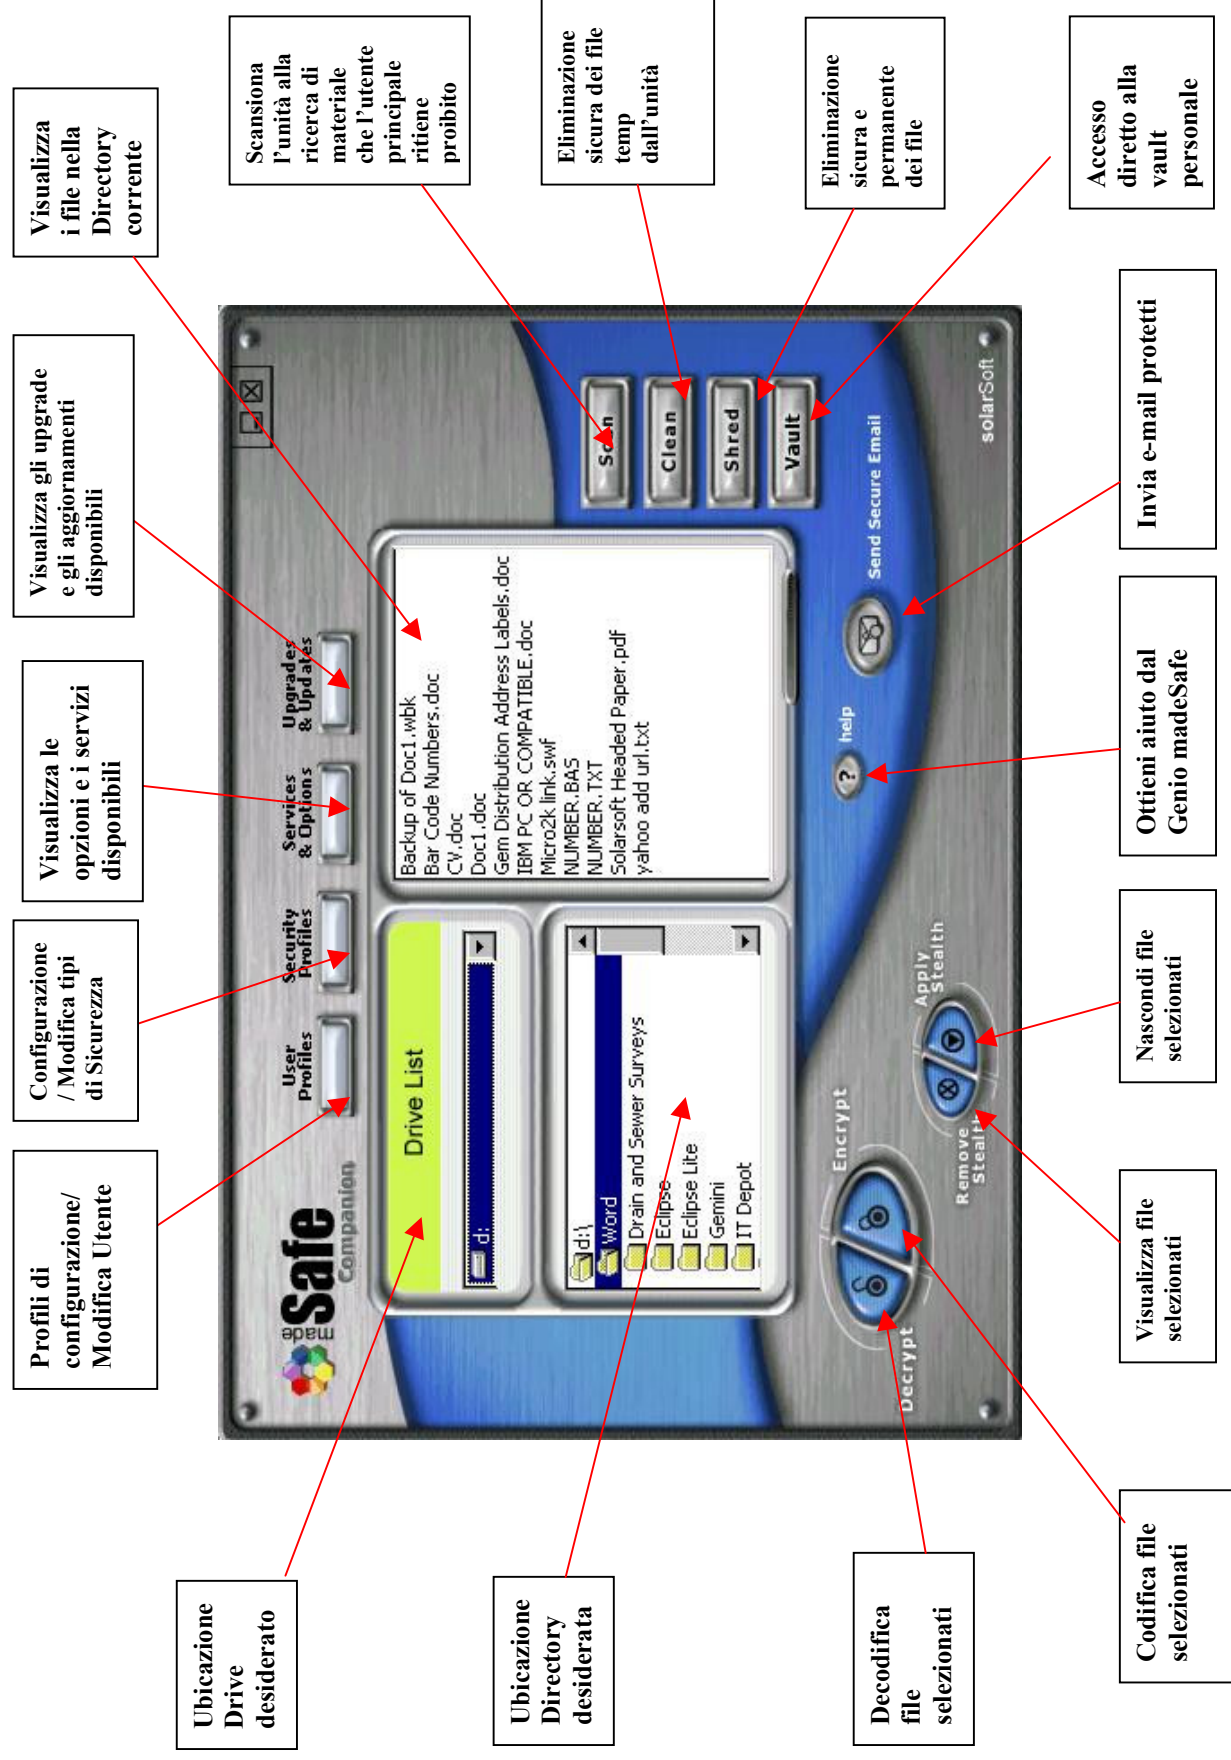 Profili di
configurazione/
Modifica Utente
Configurazione
/ Modifica tipi
di Sicurezza
Visualizza le
opzioni e i servizi
disponibili
Visualizza gli upgrade
e gli aggiornamenti
disponibili
Visualizza
i file nella
Directory
corrente
Scansiona
l'unità alla
ricerca di
materiale
che l'utente
principale
ritiene
proibito
Eliminazione
sicura dei file
temp
dall'unità
Eliminazione
sicura e
permanente
dei file
Accesso
diretto alla
vault
personale
Ubicazione
Drive
desiderato
Ubicazione
Directory
desiderata
Decodifica
file
selezionati
Codifica file
selezionati
Visualizza file
selezionati
Nascondi file
selezionati
Ottieni aiuto dal
Genio madeSafe
Invia e-mail protetti
made
Safe
Companion
User
Profiles
Security
Profiles
Services
& Options
Upgrades
& Updates
Drive List
d:
d:\
Word
Drain and Sewer Surveys
Eclipse
Eclipse Lite
Gemini
IT Depot
Backup of Doc1.wbk
Bar Code Numbers.doc
CV.doc
Doc1.doc
Gem Distribution Address Labels.doc
IBM PC OR COMPATIBLE.doc
Micro2k link.swf
NUMBER.BAS
NUMBER.TXT
Solarsoft Headed Paper.pdf
yahoo add url.txt
Scan
Clean
Shred
Vault
Decrypt
Encrypt
Remove
Stealth
Apply
Stealth
? help
Send Secure Email
solarSoft